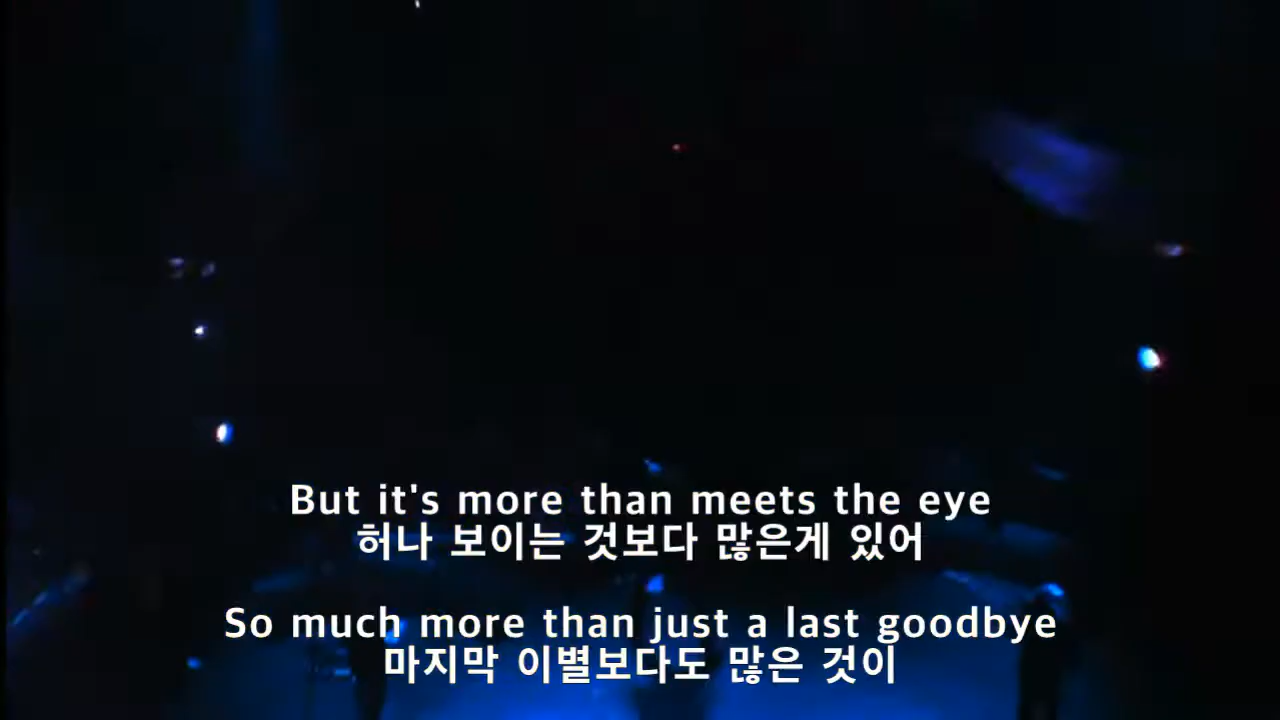 But it's more than meets the eye
허나 보이는 것보다 많은게 있어
So much more than just a last goodbye
마지막 이별보다도 많은 것이